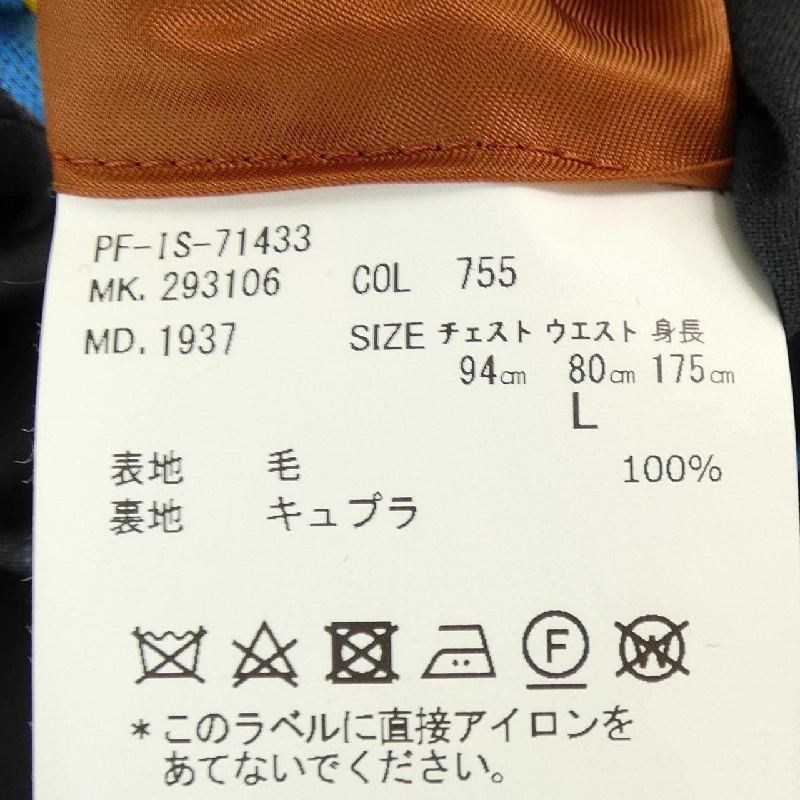 PF-IS-71433
MK. 293106 COL 755
MD. 1937 SIZE チェスト ウエスト 身長
94㎝ 80㎝ 175㎝
L
表地 毛 100%
裏地 キュプラ
F W
*このラベルに直接アイロンを
あてないでください。